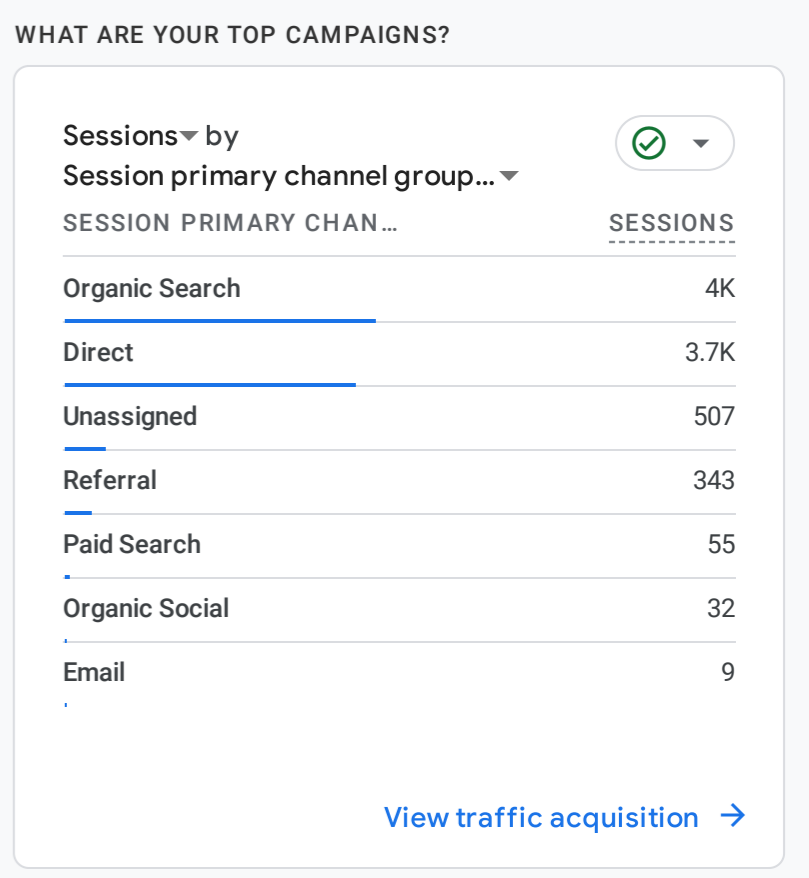 WHAT ARE YOUR TOP CAMPAIGNS?
Sessions by
Session primary channel group...
SESSION PRIMARY CHAN... SESSIONS
Organic Search 4K
Direct 3.7K
Unassigned 507
Referral 343
Paid Search 55
Organic Social 32
Email 9
View traffic acquisition